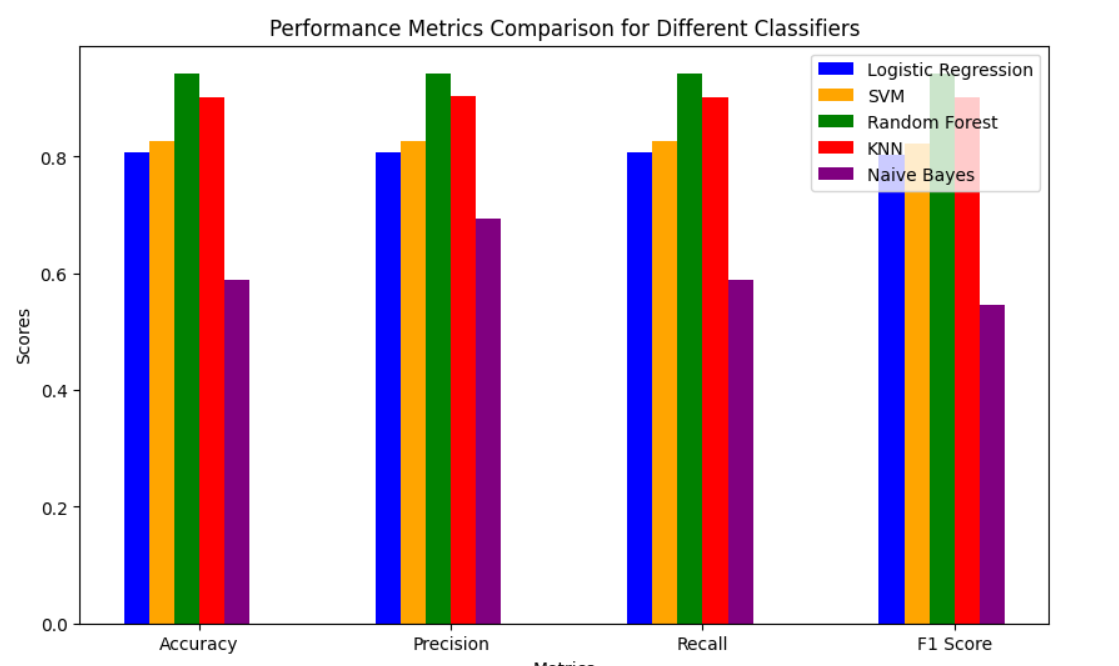 Performance Metrics Comparison for Different Classifiers
Logistic Regression
SVM
Random Forest
KNN
Naive Bayes
0.8
0.6
0.4
0.2
0.0
Scores
Accuracy
Precision
Recall
F1 Score
Metrics